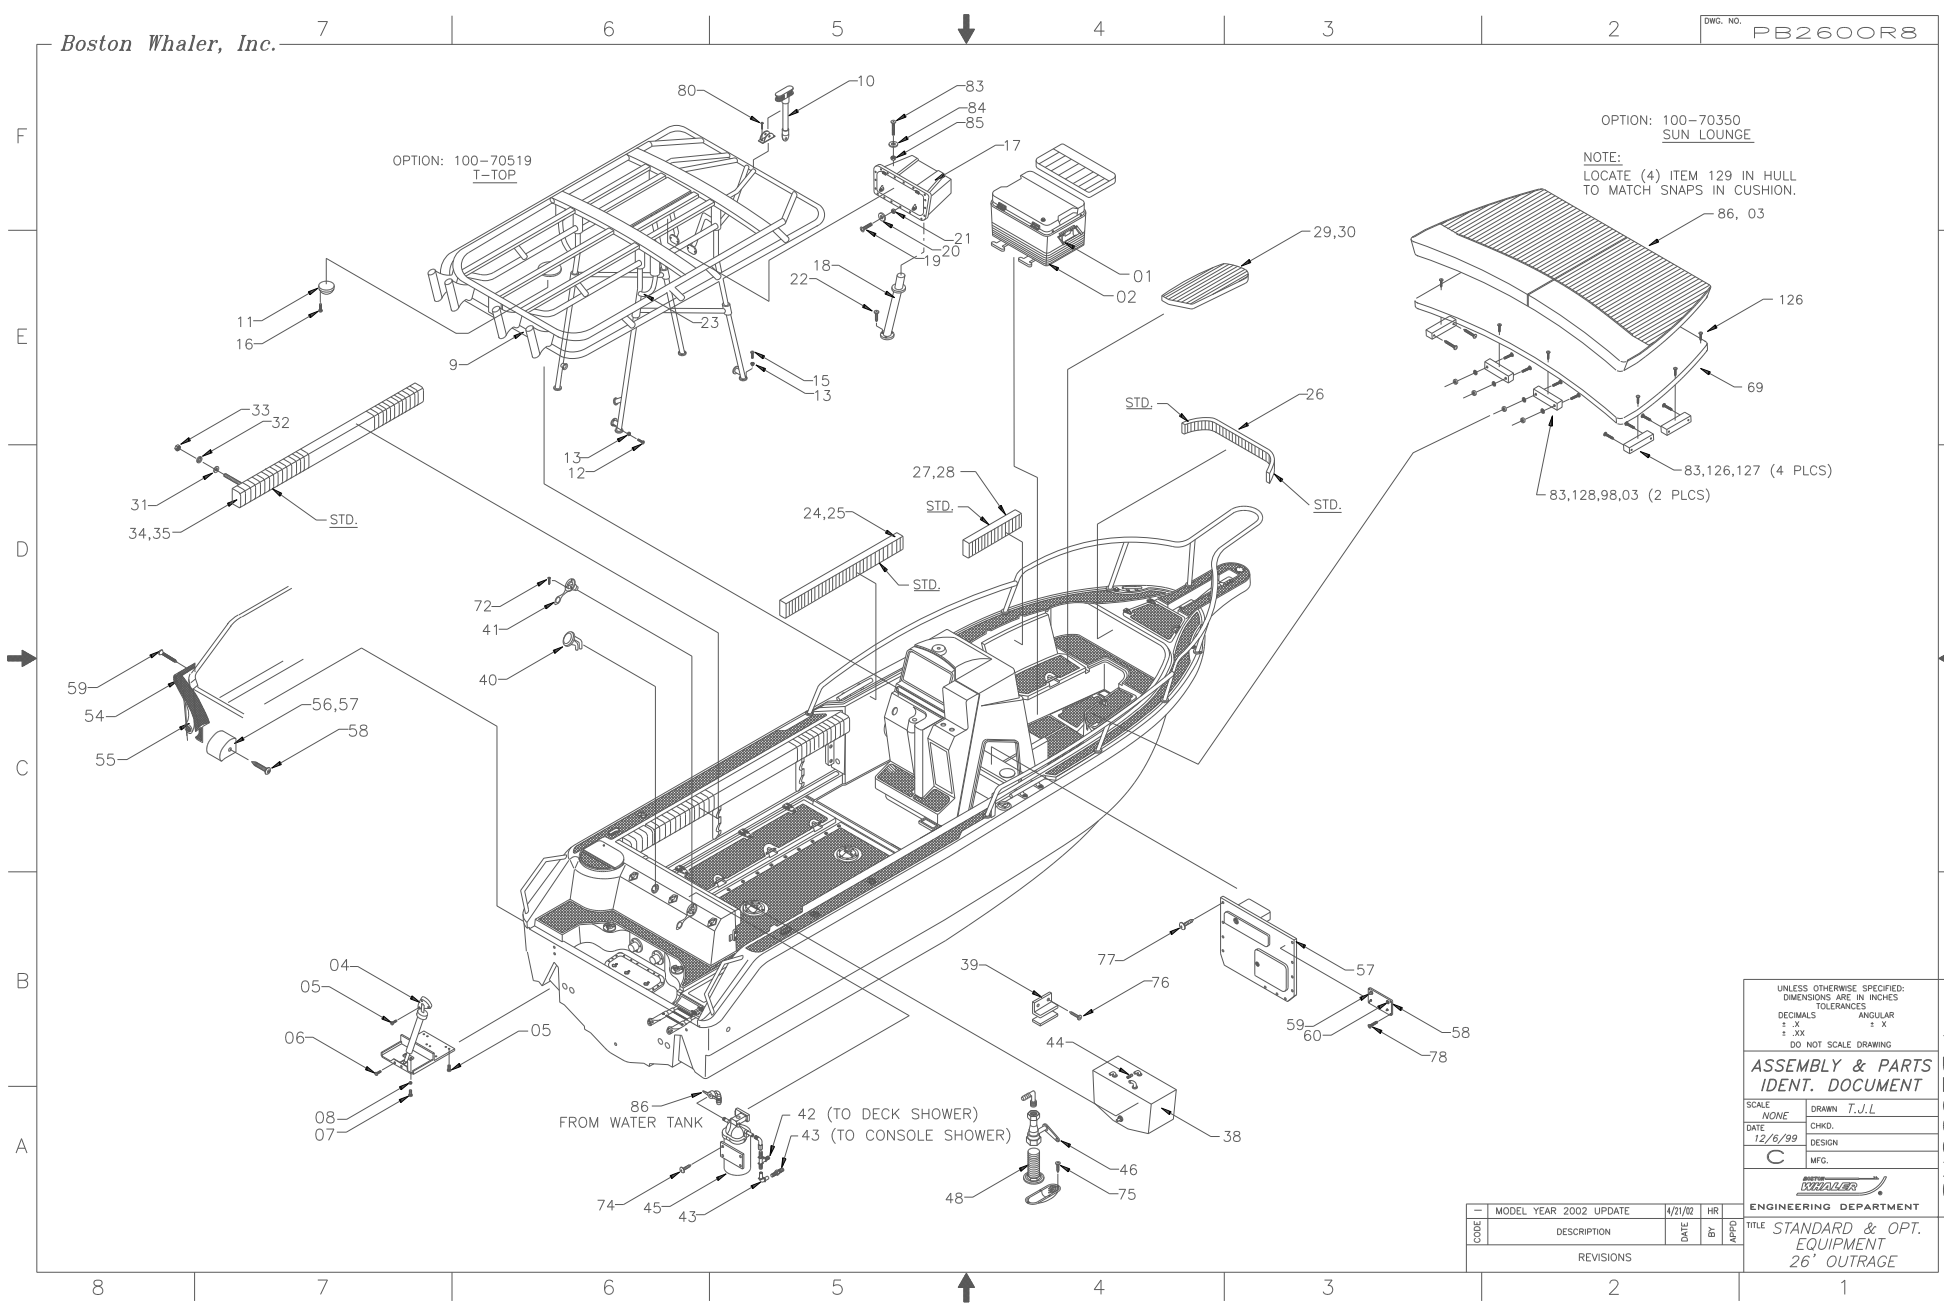 7
6
5
4
3
2
DWG. NO.
PB2600R8
Boston Whaler, Inc.
F
E
D
C
B
A
OPTION: 100-70519
T-TOP
80
10
83
84
85
17
21
20
19
18
22
01
02
29,30
OPTION: 100-70350
SUN LOUNGE
NOTE:
LOCATE (4) ITEM 129 IN HULL
TO MATCH SNAPS IN CUSHION.
86, 03
126
69
83,126,127 (4 PLCS)
83,128,98,03 (2 PLCS)
11
16
9
23
15
13
13
12
33
32
31
34,35
STD.
STD.
26
STD.
27,28
STD.
24,25
STD.
72
41
40
59
54
55
56,57
58
04
05
05
06
08
07
86
FROM WATER TANK
42 (TO DECK SHOWER)
43 (TO CONSOLE SHOWER)
74
45
43
39
76
44
38
46
48
75
77
57
59
60
58
78
UNLESS OTHERWISE SPECIFIED:
DIMENSIONS ARE IN INCHES
TOLERANCES
DECIMALS ANGULAR
± .X ± X
± .XX
DO NOT SCALE DRAWING
ASSEMBLY & PARTS
IDENT. DOCUMENT
SCALE
NONE
DRAWN T.J.L
DATE
12/6/99
CHKD.
DESIGN
C
MFG.
BOSTON
WHALER
ENGINEERING DEPARTMENT
TITLE STANDARD & OPT.
EQUIPMENT
26' OUTRAGE
— MODEL YEAR 2002 UPDATE 4/21/02 HR
CODE DESCRIPTION DATE BY APPD
REVISIONS
8
7
6
5
4
3
2
1